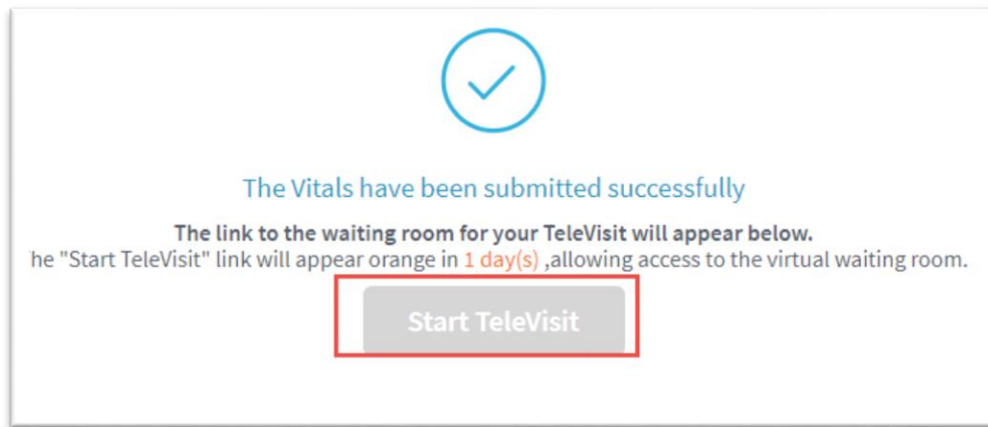 The Vitals have been submitted successfully
The link to the waiting room for your TeleVisit will appear below.
he "Start TeleVisit" link will appear orange in 1 day(s) ,allowing access to the virtual waiting room.
Start TeleVisit